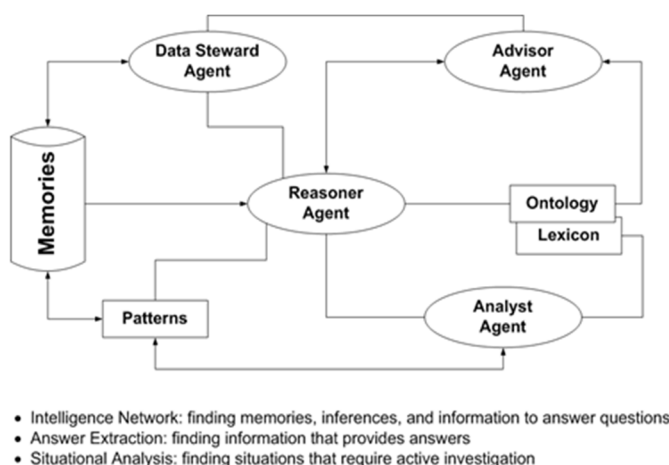 Data Steward
Agent
Advisor
Agent
Memories
Reasoner
Agent
Ontology
Lexicon
Patterns
Analyst
Agent
• Intelligence Network: finding memories, inferences, and information to answer questions
• Answer Extraction: finding information that provides answers
• Situational Analysis: finding situations that require active investigation